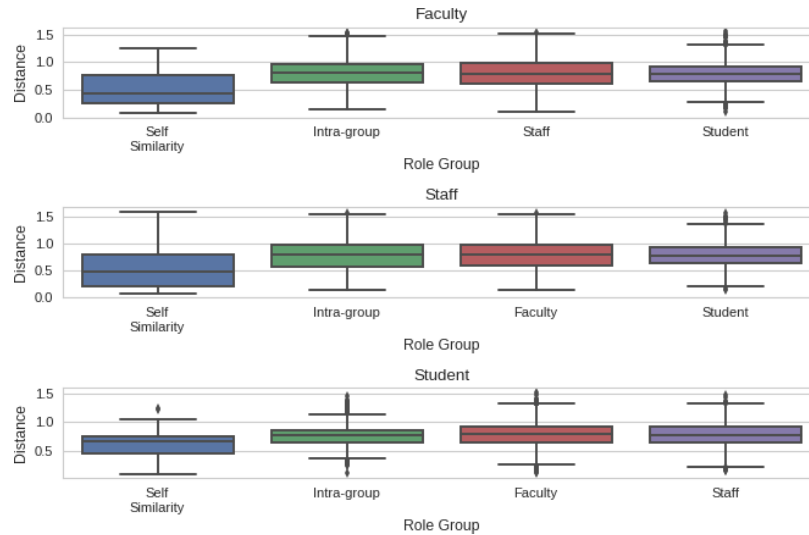 Faculty
Distance
1.5
1.0
0.5
0.0
Self
Similarity
Intra-group
Staff
Student
Role Group
Staff
Distance
1.5
1.0
0.5
0.0
Self
Similarity
Intra-group
Faculty
Student
Role Group
Student
Distance
1.5
1.0
0.5
Self
Similarity
Intra-group
Faculty
Staff
Role Group